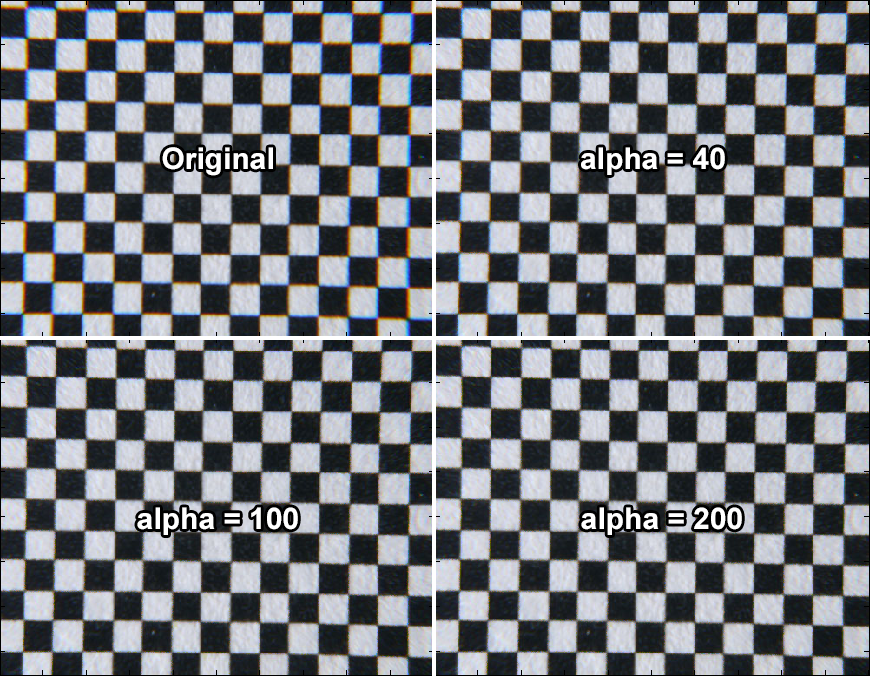 Original
alpha = 40
alpha = 100
alpha = 200